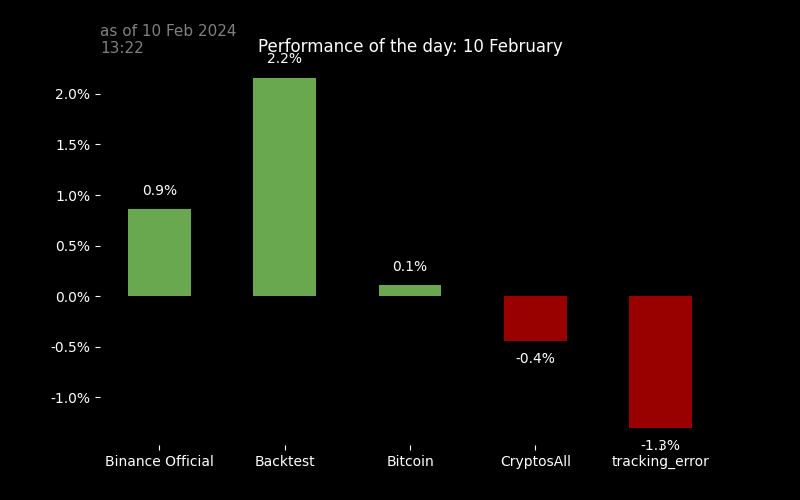 as of 10 Feb 2024
13:22
Performance of the day: 10 February
2.2%
2.0%
1.5%
1.0%
0.9%
0.5%
0.1%
0.0%
-0.5%
-0.4%
-1.0%
-1.3%
Binance Official
Backtest
Bitcoin
CryptosAll
tracking_error